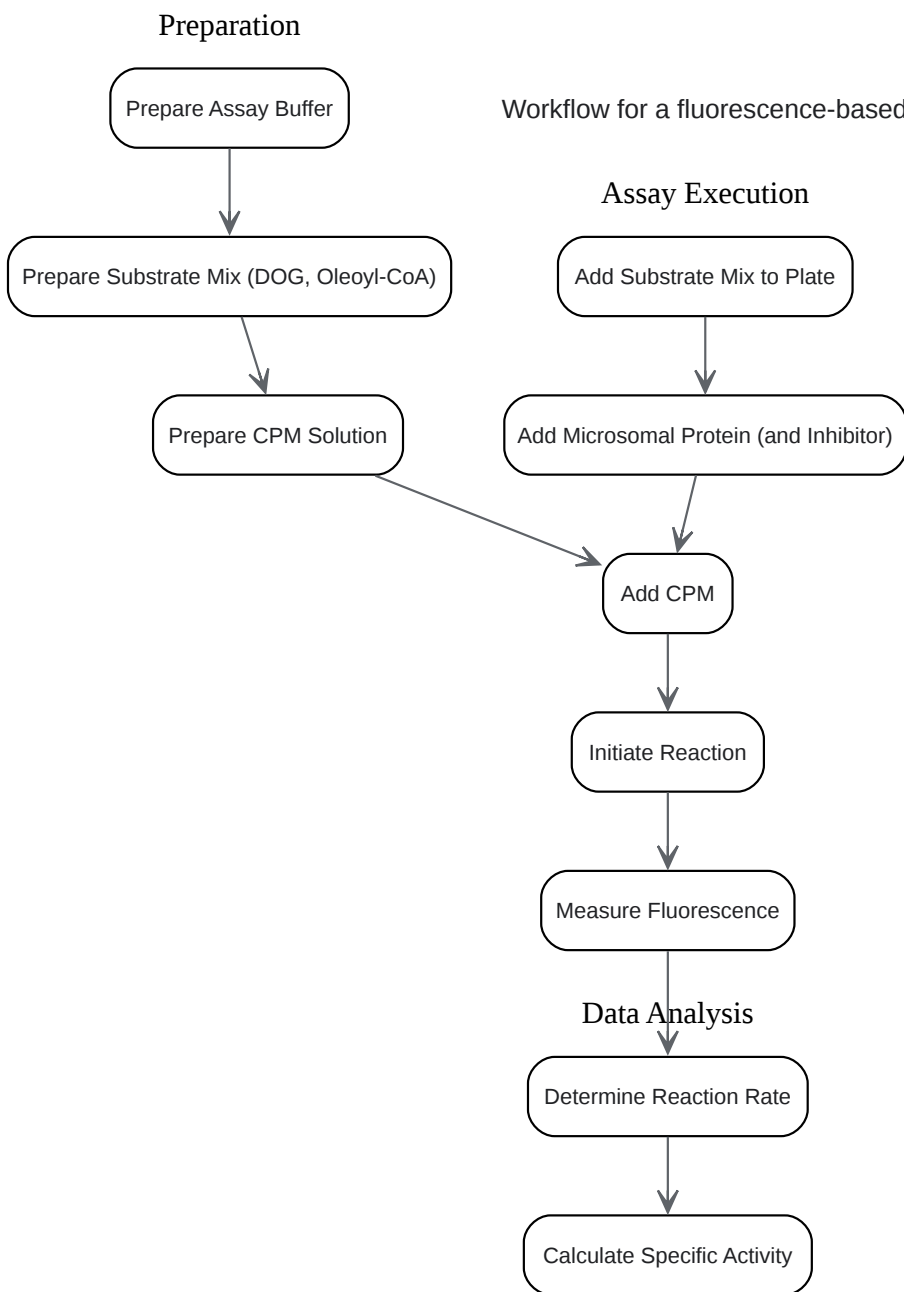 Preparation
Prepare Assay Buffer
Workflow for a fluorescence-based
Assay Execution
Prepare Substrate Mix (DOG, Oleoyl-CoA)
Add Substrate Mix to Plate
Prepare CPM Solution
Add Microsomal Protein (and Inhibitor)
Add CPM
Initiate Reaction
Measure Fluorescence
Data Analysis
Determine Reaction Rate
Calculate Specific Activity